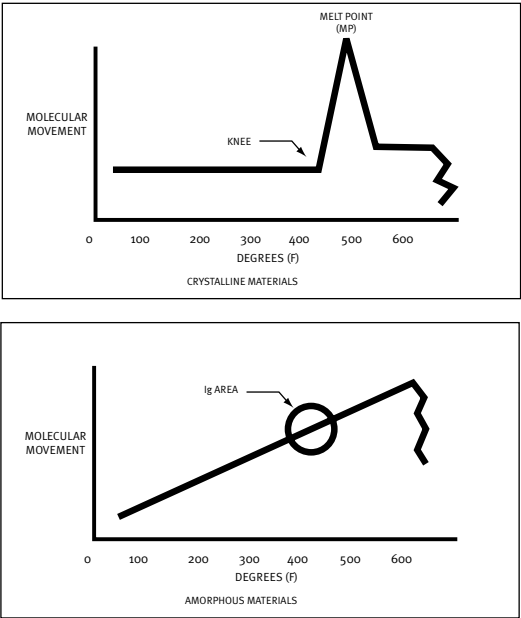 MELT POINT
(MP)
MOLECULAR
MOVEMENT
KNEE
0 100 200 300 400 500 600
DEGREES (F)
CRYSTALLINE MATERIALS
Ig AREA
MOLECULAR
MOVEMENT
0 100 200 300 400 500 600
DEGREES (F)
AMORPHOUS MATERIALS